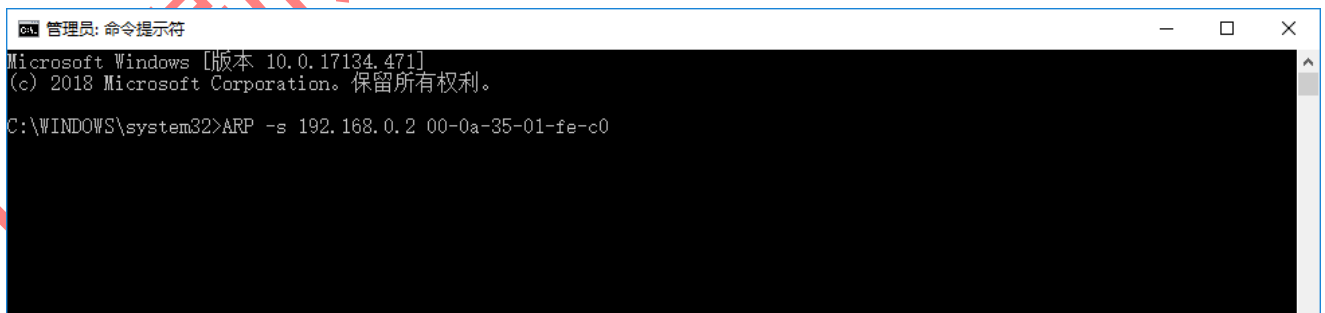 管理员: 命令提示符
Microsoft Windows [版本 10.0.17134.471]
(c) 2018 Microsoft Corporation。保留所有权利。
C:\WINDOWS\system32>ARP -s 192.168.0.2 00-0a-35-01-fe-c0